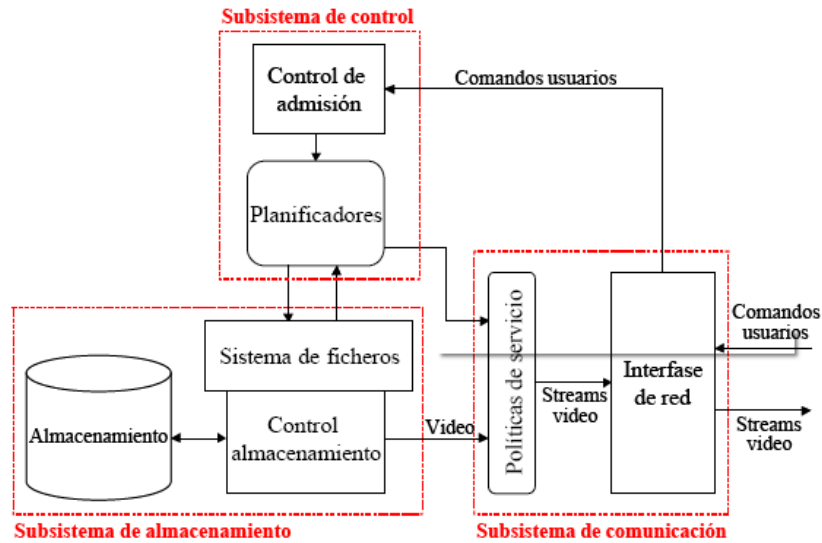 Subsistema de control
Control de
admisión
Comandos usuarios
Planificadores
Políticas de servicio
Comandos
usuarios
Sistema de ficheros
Interfase
de red
Streams
video
Almacenamiento
Control
almacenamiento
Video
Streams
video
Subsistema de almacenamiento
Subsistema de comunicación